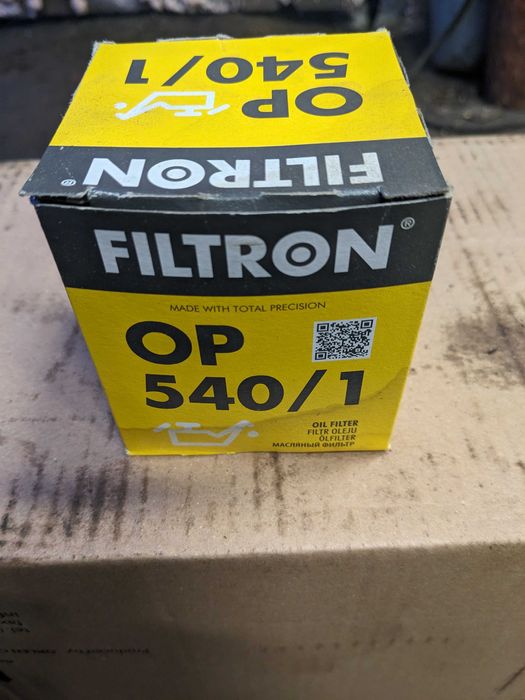 OP
540/1
FILTRON®
FILTRON®
MADE WITH TOTAL PRECISION
OP
540/1
OIL FILTER
FILTR OLEJU
ÖLFILTER
МАСЛЯНЫЙ ФИЛЬТР